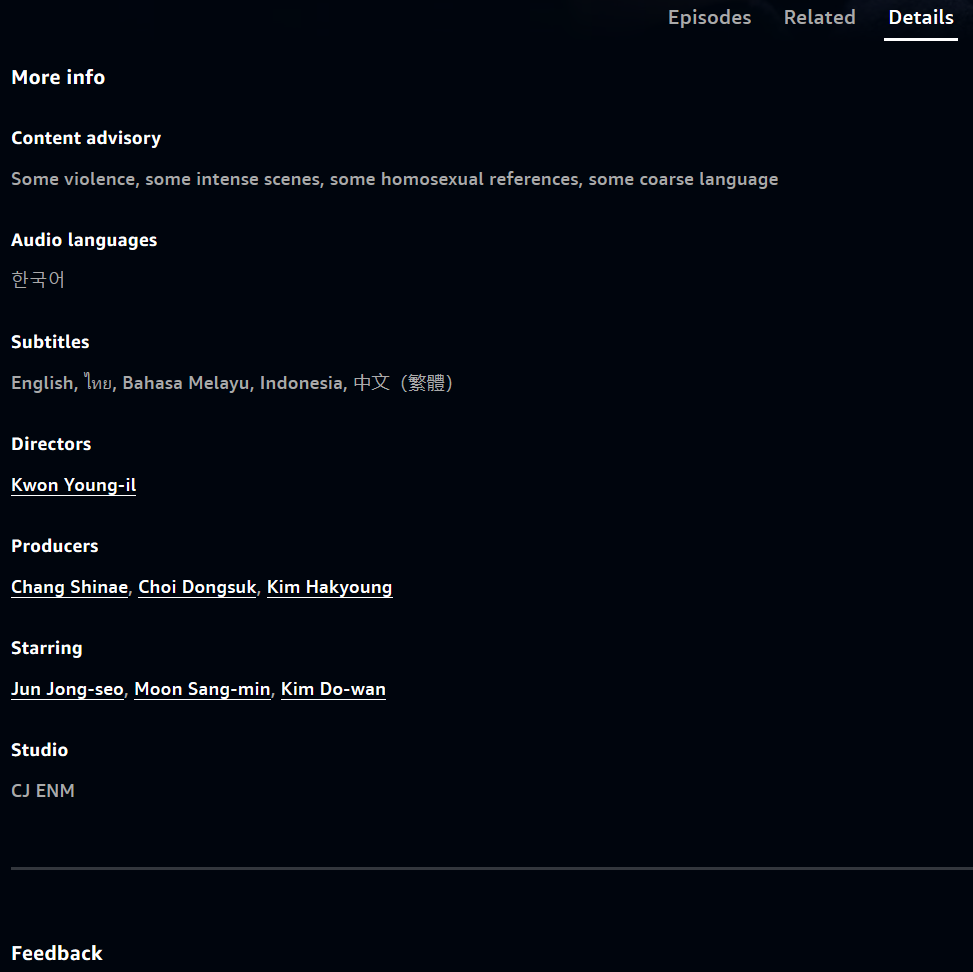 Episodes Related Details
More info
Content advisory
Some violence, some intense scenes, some homosexual references, some coarse language
Audio languages
한국어
Subtitles
English, ไทย, Bahasa Melayu, Indonesia, 中文（繁體）
Directors
Kwon Young-il
Producers
Chang Shinae, Choi Dongsuk, Kim Hakyoung
Starring
Jun Jong-seo, Moon Sang-min, Kim Do-wan
Studio
CJ ENM
Feedback